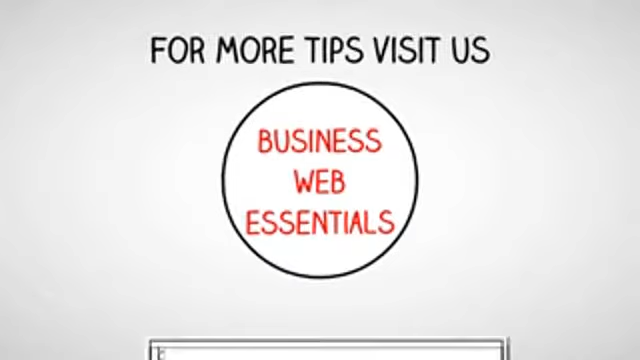 FOR MORE TIPS VISIT US
BUSINESS
WEB
ESSENTIALS